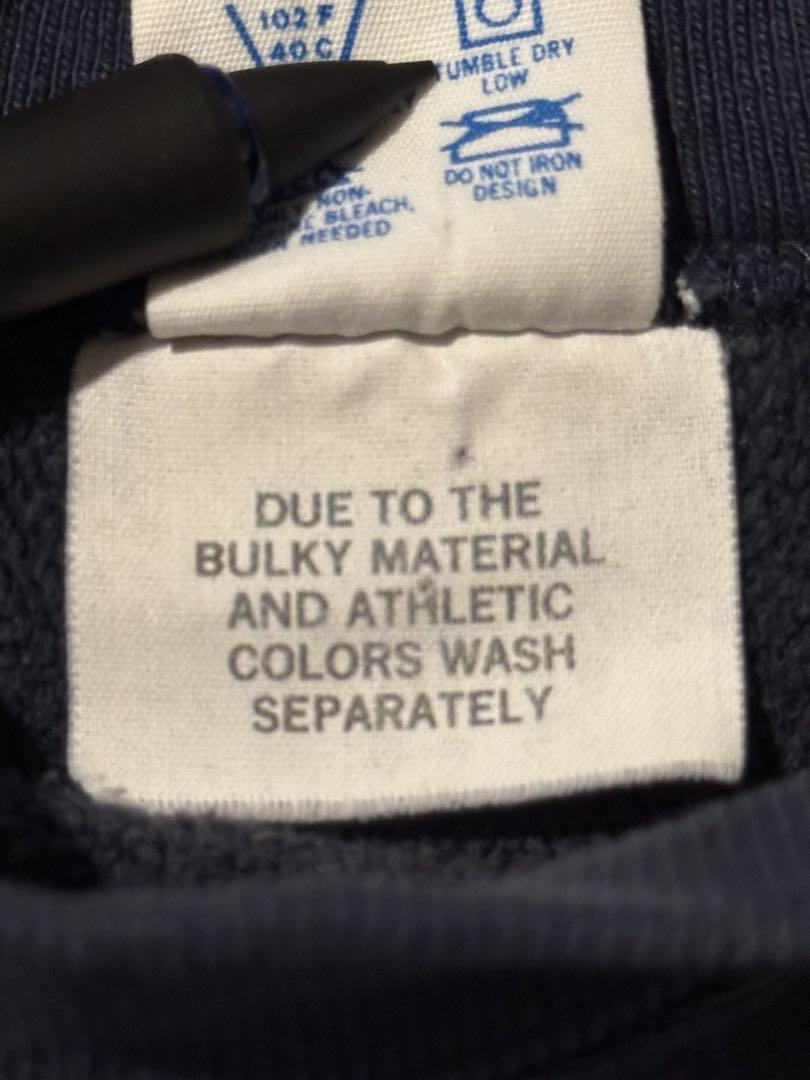 102 F
40 C
UMBLE DRY
LOW
DO NOT IRON
DESIGN
NON-
BLEACH,
NEEDED
DUE TO THE
BULKY MATERIAL
AND ATHLETIC
COLORS WASH
SEPARATELY